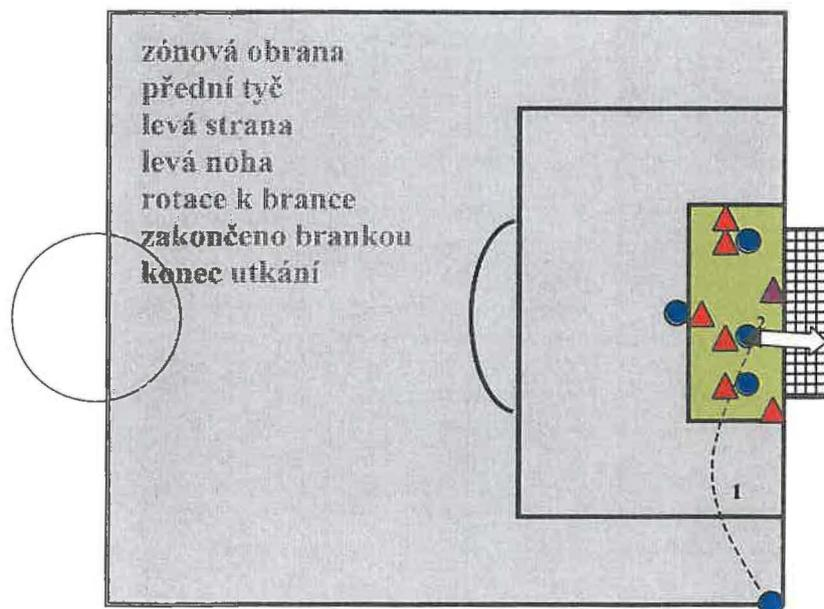 zónová obrana
přední tyč
levá strana
levá noha
rotace k brance
zakončeno brankou
konec utkání
2
1